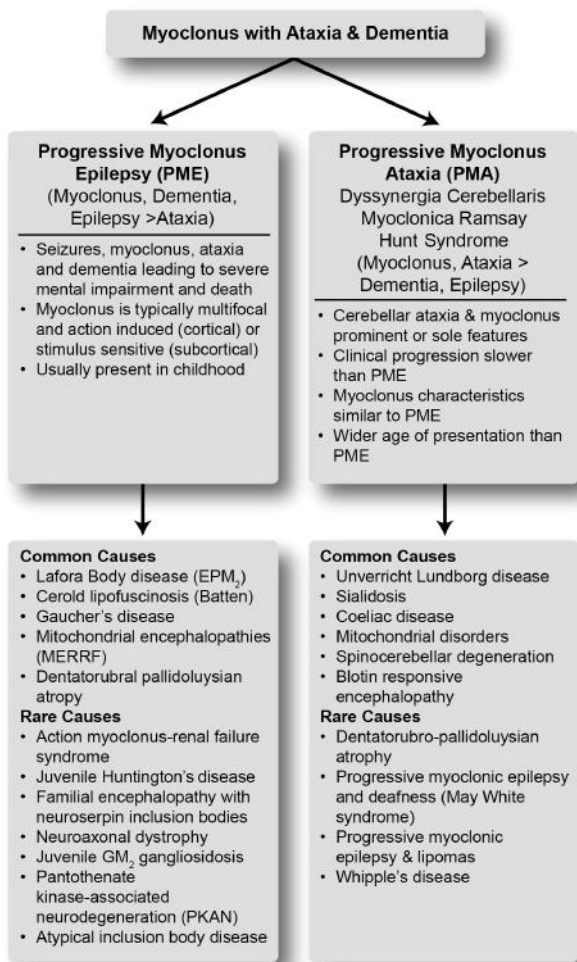 Myoclonus with Ataxia & Dementia
Progressive Myoclonus
Epilepsy (PME)
(Myoclonus, Dementia,
Epilepsy >Ataxia)
• Seizures, myoclonus, ataxia
and dementia leading to severe
mental impairment and death
• Myoclonus is typically multifocal
and action induced (cortical) or
stimulus sensitive (subcortical)
• Usually present in childhood
Progressive Myoclonus
Ataxia (PMA)
Dyssynergia Cerebellaris
Myoclonica Ramsay
Hunt Syndrome
(Myoclonus, Ataxia >
Dementia, Epilepsy)
• Cerebellar ataxia & myoclonus
prominent or sole features
• Clinical progression slower
than PME
• Myoclonus characteristics
similar to PME
• Wider age of presentation than
PME
Common Causes
• Lafora Body disease (EPM₂)
• Cerold lipofuscinosis (Batten)
• Gaucher's disease
• Mitochondrial encephalopathies
(MERRF)
• Dentatorubral pallidoluysian
atropy
Rare Causes
• Action myoclonus-renal failure
syndrome
• Juvenile Huntington's disease
• Familial encephalopathy with
neuroserpin inclusion bodies
• Neuroaxonal dystrophy
• Juvenile GM₂ gangliosidosis
• Pantothenate
kinase-associated
neurodegeneration (PKAN)
• Atypical inclusion body disease
Common Causes
• Unverricht Lundborg disease
• Sialidosis
• Coeliac disease
• Mitochondrial disorders
• Spinocerebellar degeneration
• Blotin responsive
encephalopathy
Rare Causes
• Dentatorubro-pallidoluysian
atrophy
• Progressive myoclonic epilepsy
and deafness (May White
syndrome)
• Progressive myoclonic
epilepsy & lipomas
• Whipple's disease